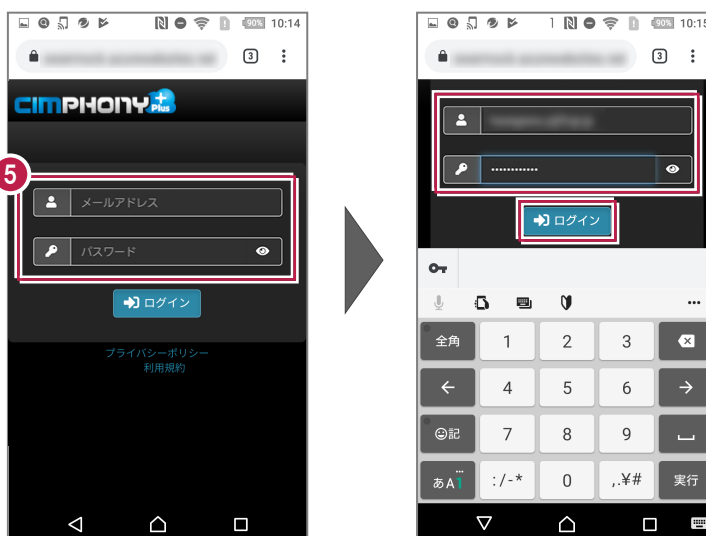 90% 10:14
3
CIMPHONY Plus
5
メールアドレス
パスワード
ログイン
プライバシーポリシー
利用規約
1 90% 10:15
3
............
ログイン
全角 1 2 3
4 5 6
記 7 8 9
あA1 :/-* 0 ,.¥# 実行